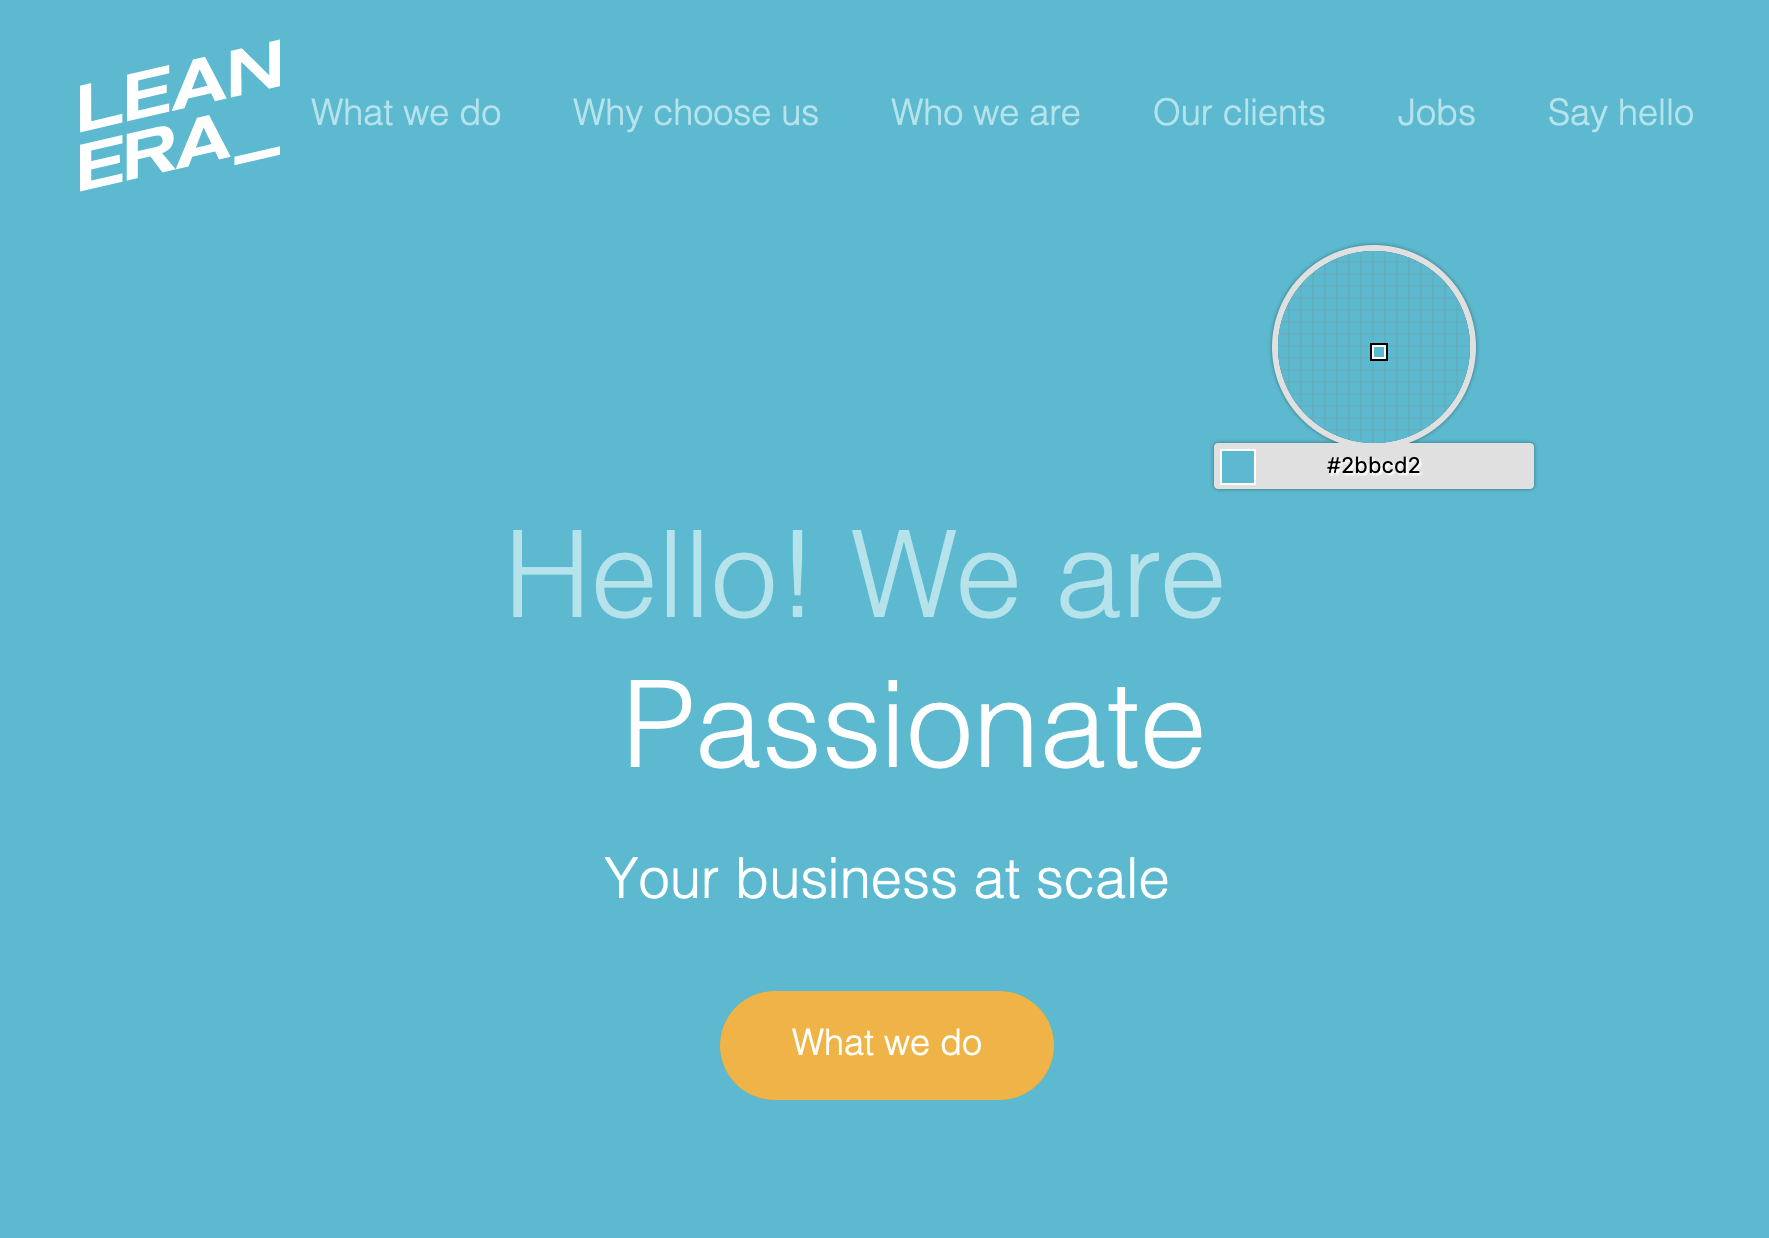 LEAN
ERA_
What we do Why choose us Who we are Our clients Jobs Say hello
#2bbcd2
Hello! We are
Passionate
Your business at scale
What we do